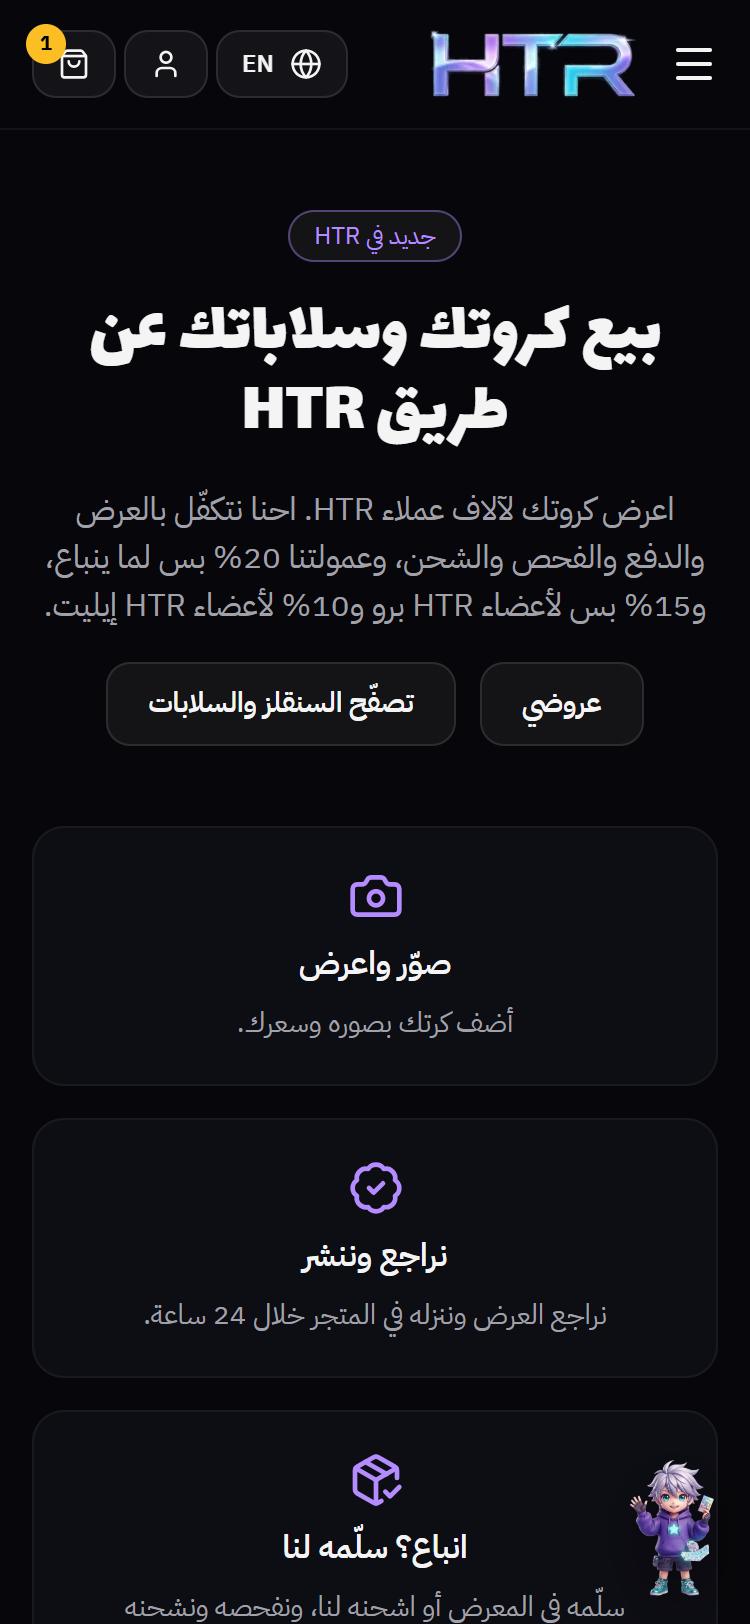 HTR
EN
1
جديد في HTR
بيع كروتك وسلاباتك عن
طريق HTR
اعرض كروتك لآلاف عملاء HTR. احنا نتكفّل بالعرض
والدفع والفحص والشحن، وعمولتنا 20% بس لما ينباع،
و15% بس لأعضاء HTR برو و10% لأعضاء HTR إيليت.
عروضي
تصفّح السنقلز والسلابات
صوّر واعرض
أضف كرتك بصوره وسعرك.
نراجع وننشر
نراجع العرض وننزله في المتجر خلال 24 ساعة.
انباع؟ سلّمه لنا
سلّمه في المعرض أو اشحنه لنا، ونفحصه ونشحنه